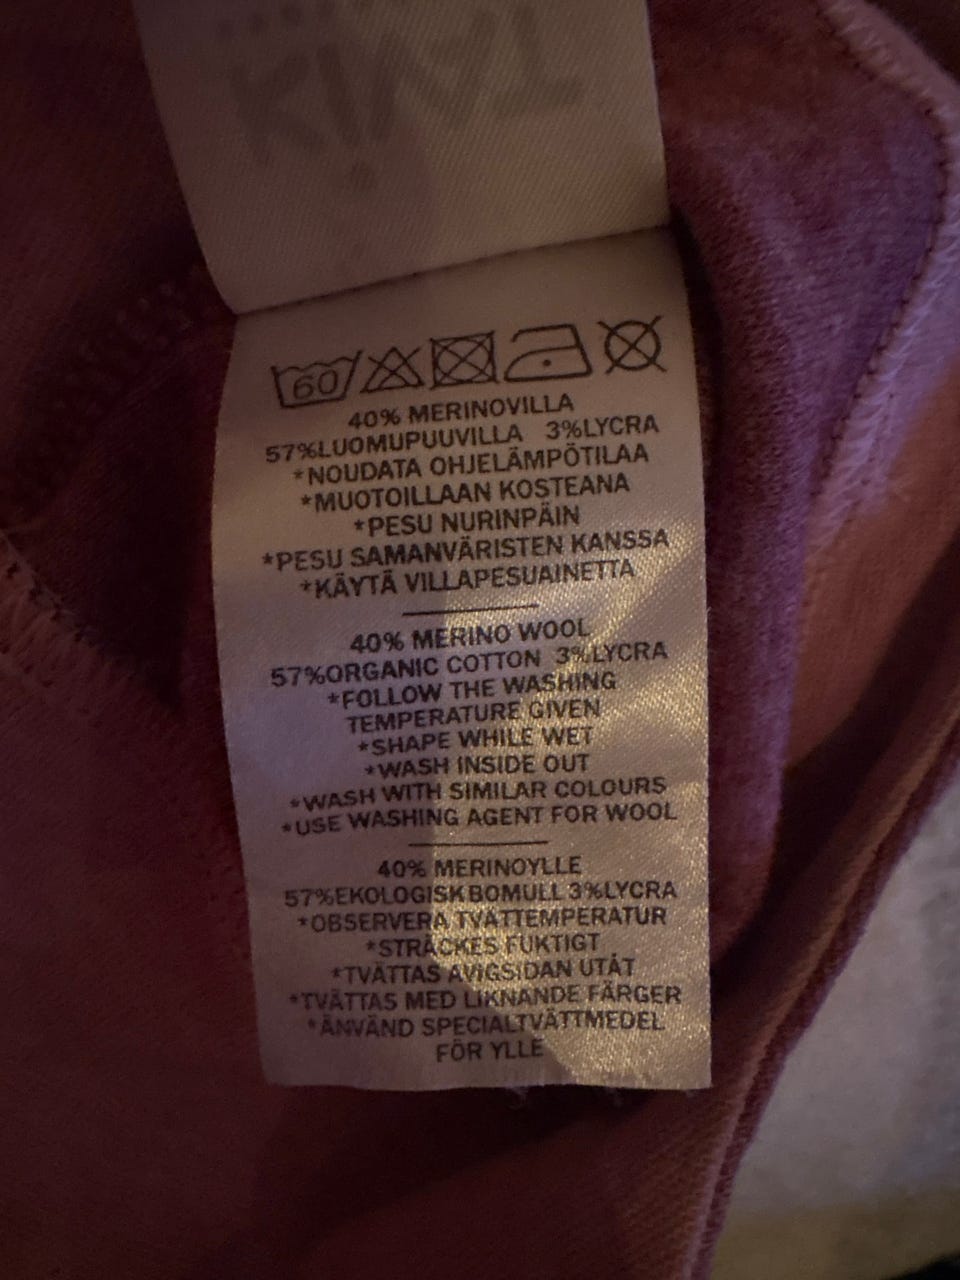 60
40% MERINOVILLA
57%LUOMUPUUVILLA 3%LYCRA
*NOUDATA OHJELÄMPÖTILAA
*MUOTOILLAAN KOSTEANA
*PESU NURINPÄIN
*PESU SAMANVÄRISTEN KANSSA
*KÄYTÄ VILLAPESUAINETTA
40% MERINO WOOL
57%ORGANIC COTTON 3%LYCRA
*FOLLOW THE WASHING
TEMPERATURE GIVEN
*SHAPE WHILE WET
*WASH INSIDE OUT
*WASH WITH SIMILAR COLOURS
*USE WASHING AGENT FOR WOOL
40% MERINOYLLE
57%EKOLOGISK BOMULL 3%LYCRA
*OBSERVERA TVÄTTEMPERATUR
*STRÄCKES FUKTIGT
*TVÄTTAS AVIGSIDAN UTÅT
*TVÄTTAS MED LIKNANDE FÄRGER
*ÄNVÄND SPECIALTVÄTTMEDEL
FÖR YLLE